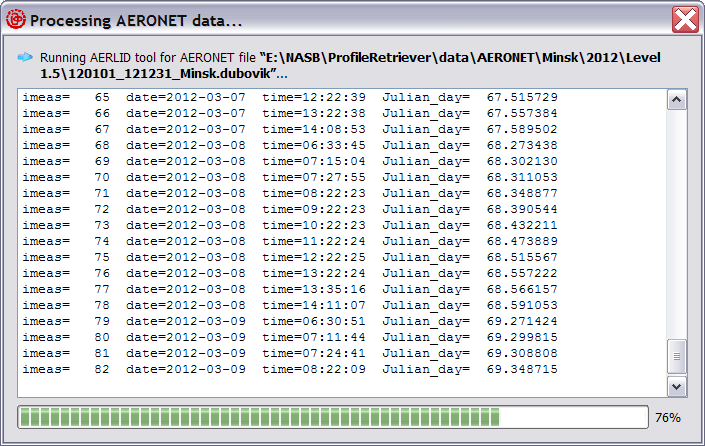 Processing AERONET data...
Running AERLID tool for AERONET file “E:\NASB\ProfileRetriever\data\AERONET\Minsk\2012\Level
1.5\120101_121231_Minsk.dubovik”...
imeas= 65 date=2012-03-07 time=12:22:39 Julian_day= 67.515729
imeas= 66 date=2012-03-07 time=13:22:38 Julian_day= 67.557384
imeas= 67 date=2012-03-07 time=14:08:53 Julian_day= 67.589502
imeas= 68 date=2012-03-08 time=06:33:45 Julian_day= 68.273438
imeas= 69 date=2012-03-08 time=07:15:04 Julian_day= 68.302130
imeas= 70 date=2012-03-08 time=07:27:55 Julian_day= 68.311053
imeas= 71 date=2012-03-08 time=08:22:23 Julian_day= 68.348877
imeas= 72 date=2012-03-08 time=09:22:23 Julian_day= 68.390544
imeas= 73 date=2012-03-08 time=10:22:23 Julian_day= 68.432211
imeas= 74 date=2012-03-08 time=11:22:24 Julian_day= 68.473889
imeas= 75 date=2012-03-08 time=12:22:25 Julian_day= 68.515567
imeas= 76 date=2012-03-08 time=13:22:24 Julian_day= 68.557222
imeas= 77 date=2012-03-08 time=13:35:16 Julian_day= 68.566157
imeas= 78 date=2012-03-08 time=14:11:07 Julian_day= 68.591053
imeas= 79 date=2012-03-09 time=06:30:51 Julian_day= 69.271424
imeas= 80 date=2012-03-09 time=07:11:44 Julian_day= 69.299815
imeas= 81 date=2012-03-09 time=07:24:41 Julian_day= 69.308808
imeas= 82 date=2012-03-09 time=08:22:09 Julian_day= 69.348715
76%